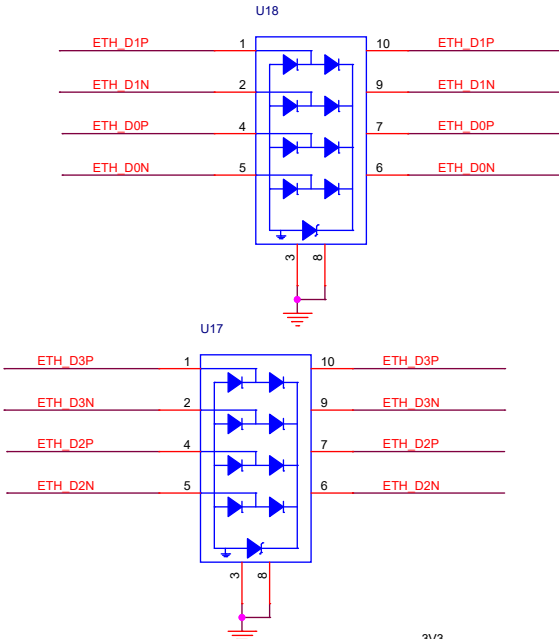 U18
ETH_D1P 1 10 ETH_D1P
ETH_D1N 2 9 ETH_D1N
ETH_D0P 4 7 ETH_D0P
ETH_D0N 5 6 ETH_D0N
3 8
U17
ETH_D3P 1 10 ETH_D3P
ETH_D3N 2 9 ETH_D3N
ETH_D2P 4 7 ETH_D2P
ETH_D2N 5 6 ETH_D2N
3 8
3V3